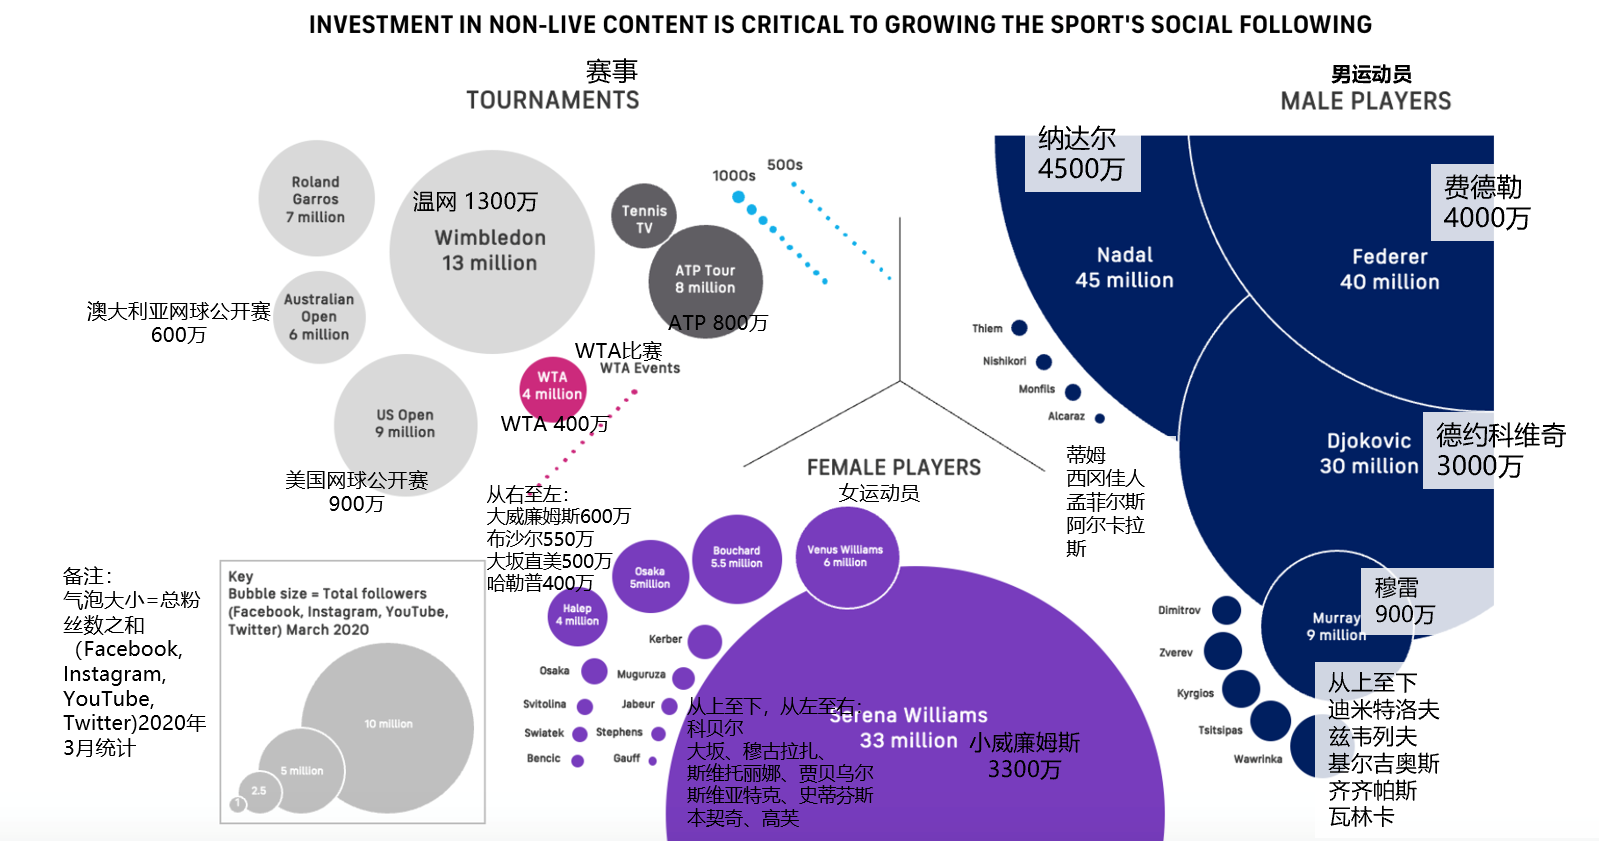 INVESTMENT IN NON-LIVE CONTENT IS CRITICAL TO GROWING THE SPORT'S SOCIAL FOLLOWING
赛事
TOURNAMENTS
Roland
Garros
7 million
温网 1300万
Wimbledon
13 million
Tennis
TV
1000s
500s
ATP Tour
8 million
ATP 800万
澳大利亚网球公开赛
600万
Australian
Open
6 million
WTA比赛
WTA Events
WTA
4 million
WTA 400万
US Open
9 million
美国网球公开赛
900万
男运动员
MALE PLAYERS
纳达尔
4500万
Nadal
45 million
费德勒
4000万
Federer
40 million
Thiem
Nishikori
Monfils
Alcaraz
蒂姆
西冈佳人
孟菲尔斯
阿尔卡拉
斯
Djokovic
30 million
德约科维奇
3000万
穆雷
900万
Murray
9 million
Dimitrov
Zverev
Kyrgios
Tsitsipas
Wawrinka
从上至下
迪米特洛夫
兹韦列夫
基尔吉奥斯
齐齐帕斯
瓦林卡
FEMALE PLAYERS
女运动员
从右至左：
大威廉姆斯600万
布沙尔550万
大坂直美500万
哈勒普400万
Venus Williams
6 million
Bouchard
5.5 million
Osaka
5million
Halep
4 million
Kerber
Osaka
Muguruza
Svitolina
Jabeur
Swiatek
Stephens
Bencic
Gauff
从上至下，从左至右：
科贝尔
大坂、穆古拉扎、
斯维托丽娜、贾贝乌尔
斯维亚特克、史蒂芬斯
本契奇、高芙
Serena Williams
33 million
小威廉姆斯
3300万
备注：
气泡大小=总粉
丝数之和
（Facebook,
Instagram,
YouTube,
Twitter)2020年
3月统计
Key
Bubble size = Total followers
(Facebook, Instagram, YouTube,
Twitter) March 2020
10 million
5 million
2.5
1